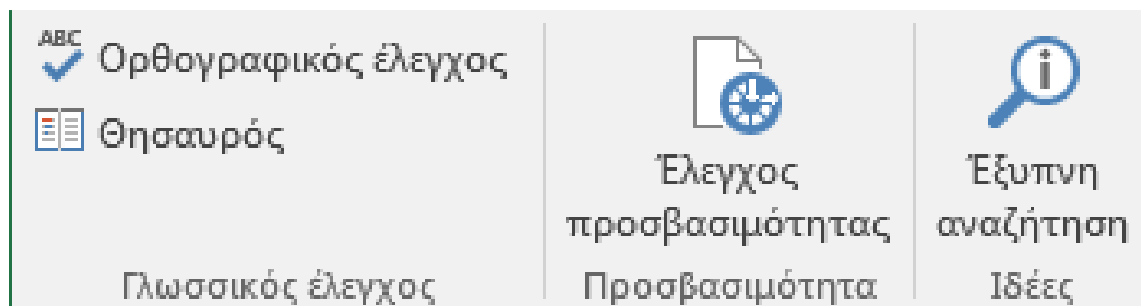 ABC
Ορθογραφικός έλεγχος
Θησαυρός
Γλωσσικός έλεγχος
Έλεγχος
προσβασιμότητας
Προσβασιμότητα
i
Έξυπνη
αναζήτηση
Ιδέες